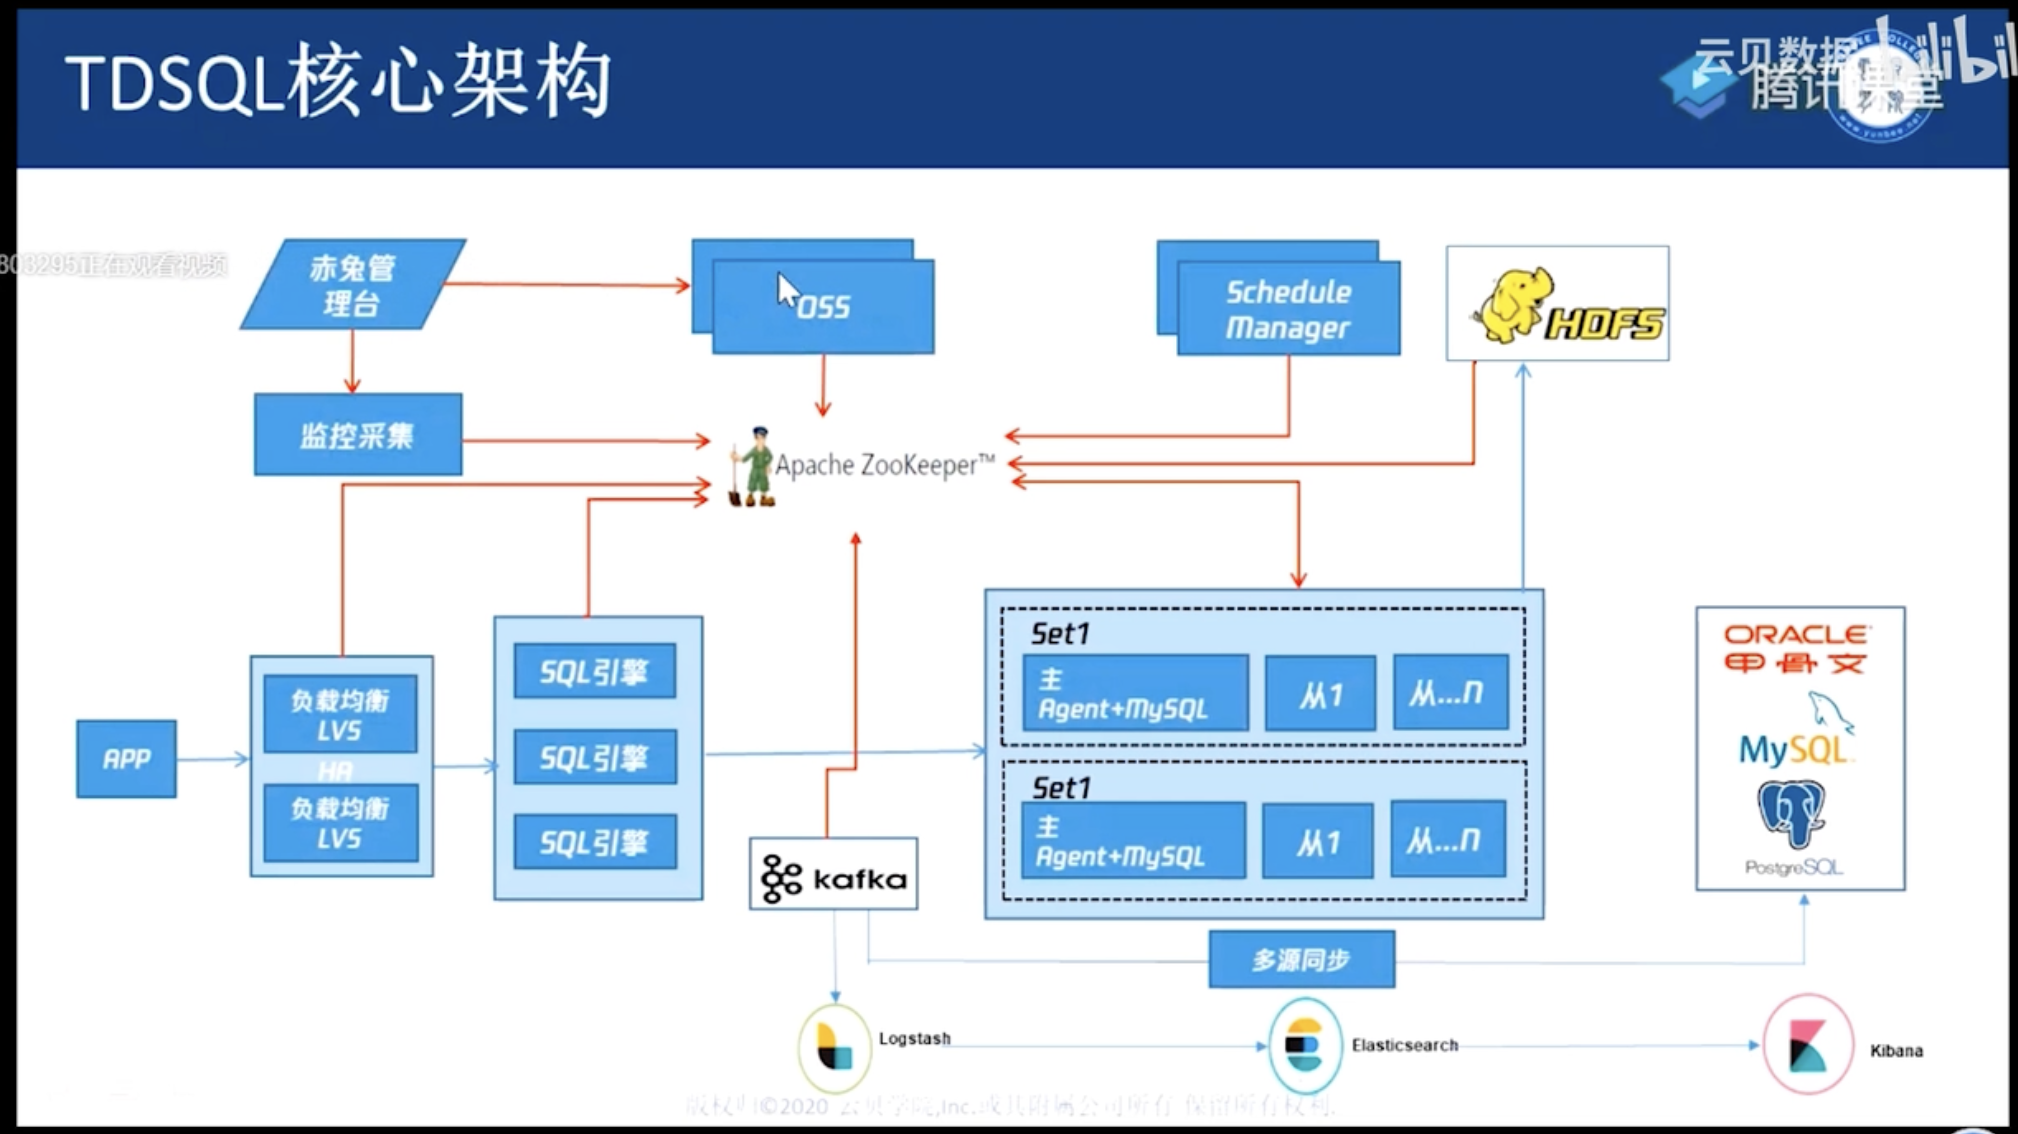 TDSQL核心架构
云贝数据
bilibili
腾讯课堂
www.yunbee.net
803295正在观看视频
赤兔管
理台
OSS
Schedule
Manager
HDFS
监控采集
Apache ZooKeeper™
APP
负载均衡
LVS
HA
负载均衡
LVS
SQL引擎
SQL引擎
SQL引擎
Set1
主
Agent+MySQL
从1
从...n
Set1
主
Agent+MySQL
从1
从...n
ORACLE
甲骨文
MySQL
PostgreSQL
kafka
多源同步
Logstash
Elasticsearch
Kibana
版权归©2020 云贝学院,Inc.或其附属公司所有 保留所有权利.